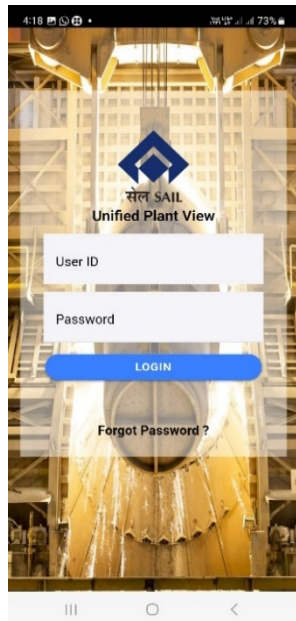 4:18
73%
सेल SAIL
Unified Plant View
User ID
Password
LOGIN
Forgot Password ?